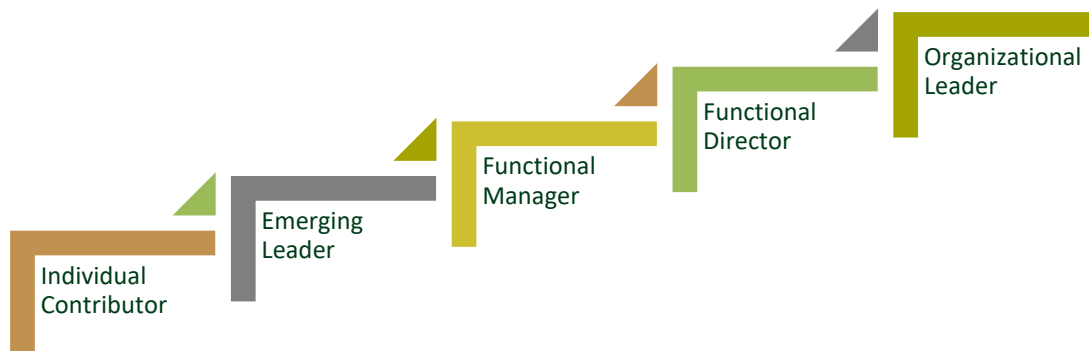 Individual
Contributor
Emerging
Leader
Functional
Manager
Functional
Director
Organizational
Leader